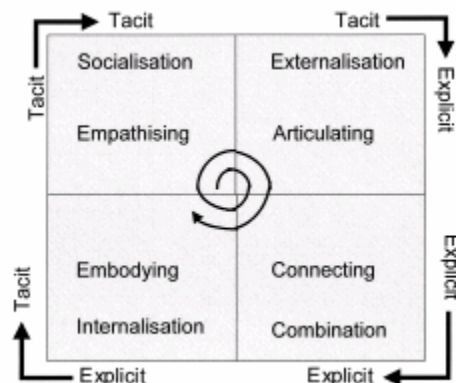 Tacit Tacit
Tacit Explicit
Socialisation Externalisation
Empathising Articulating
Embodying Connecting
Internalisation Combination
Tacit Explicit
Explicit Explicit